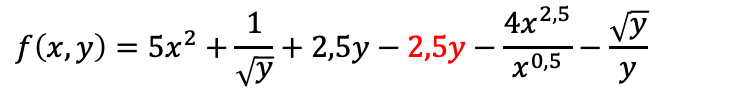 f(x, y) = 5x² + 1/√y + 2,5y − 2,5y − 4x^2,5/x^0,5 − √y/y